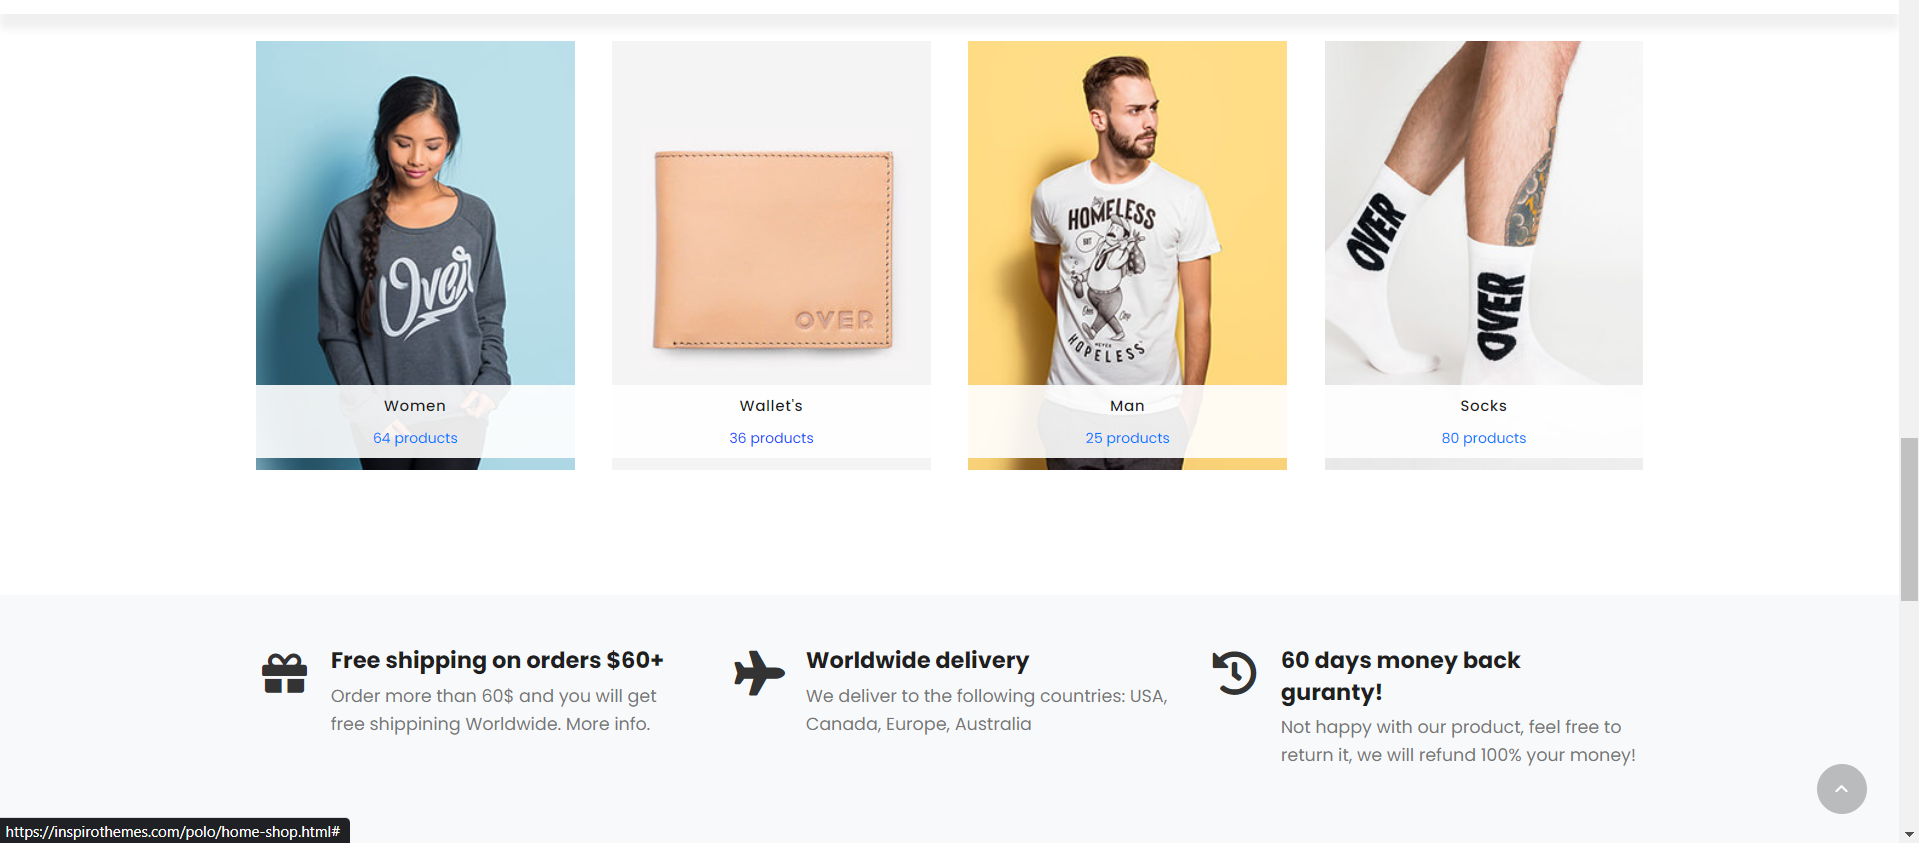 Over
OVER
HOMELESS
BUT
NEVER
HOPELESS
OVER
OVER
Women
64 products
Wallet's
36 products
Man
25 products
Socks
80 products
Free shipping on orders $60+
Order more than 60$ and you will get
free shippining Worldwide. More info.
Worldwide delivery
We deliver to the following countries: USA,
Canada, Europe, Australia
60 days money back
guranty!
Not happy with our product, feel free to
return it, we will refund 100% your money!
https://inspirothemes.com/polo/home-shop.html#